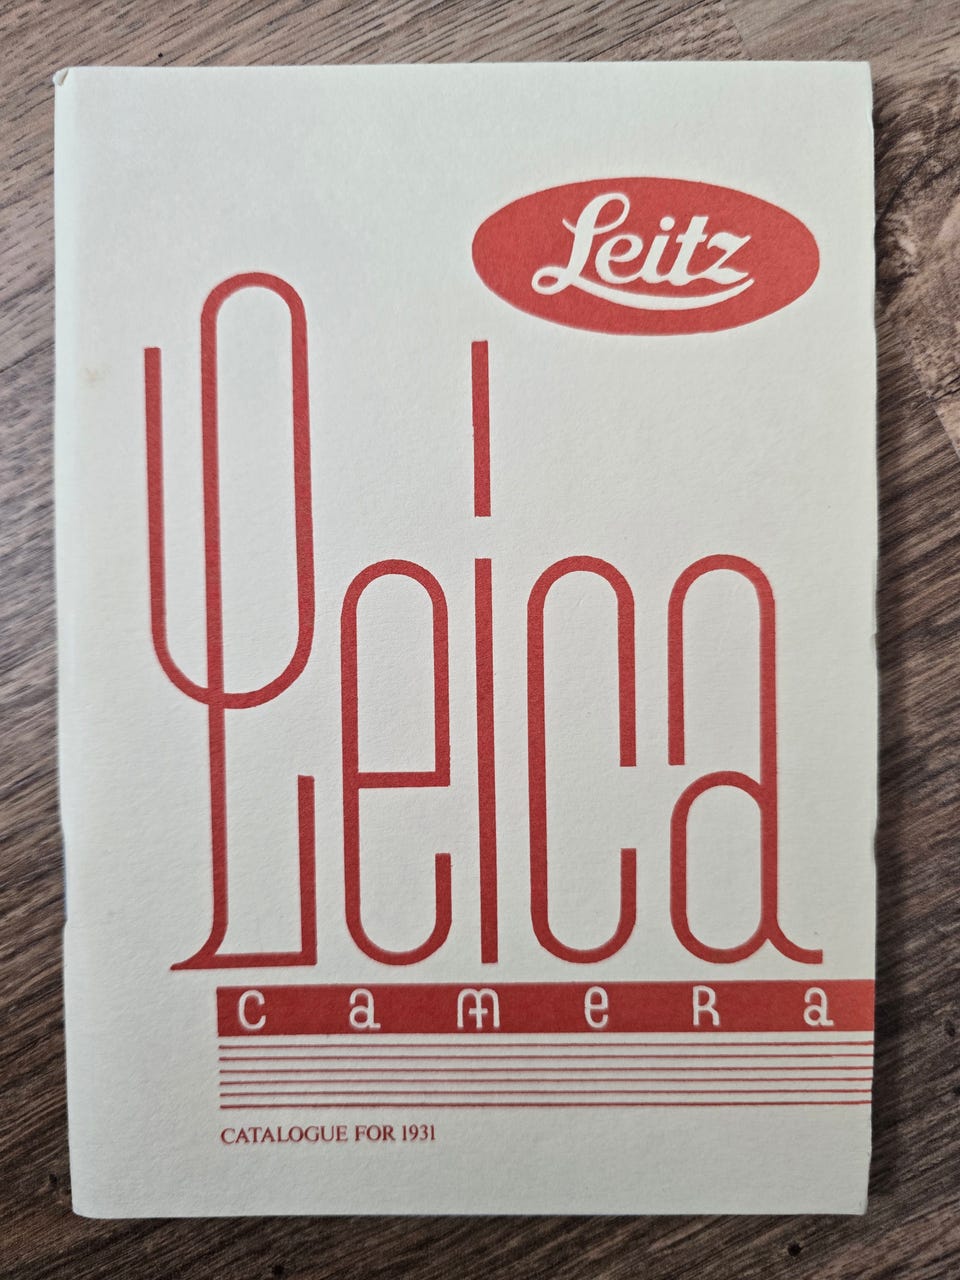 Leitz
Leica
camera
CATALOGUE FOR 1931